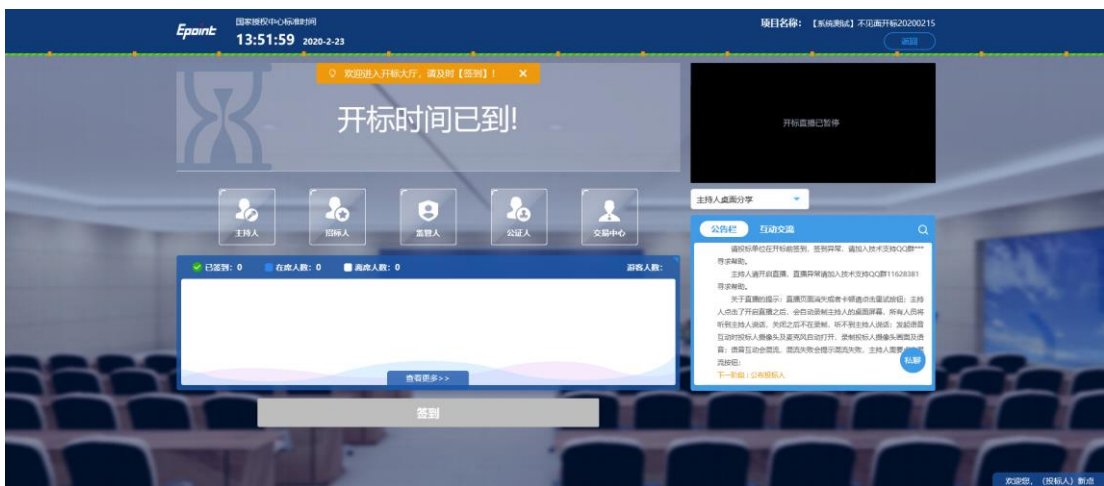 Epoint
国家授权中心标准时间
13:51:59 2020-2-23
项目名称：【系统测试】不见面开标20200215
返回
欢迎进入开标大厅，请及时【签到】！ ×
开标时间已到!
开标直播已暂停
主持人
招标人
监管人
公证人
交易中心
主持人桌面分享
公告栏 互动交流
已签到：0 在席人数：0 离席人数：0 游客人数：
请投标单位在开标前签到，签到异常，请加入技术支持QQ群***
寻求帮助。
主持人请开启直播，直播异常请加入技术支持QQ群11628381
寻求帮助。
关于直播的提示：直播页面消失或者卡顿请点击重试按钮；主持
人点击了开启直播之后，会自动录制主持人的桌面屏幕，所有人员将
听到主持人说话，关闭之后不在录制，听不到主持人说话；发起语音
互动时投标人摄像头及麦克风自动打开，录制投标人摄像头画面及语
音；语音互动会混流，混流失败会提示混流失败，主持人需要
流按钮；
下一阶段：公布投标人
私聊
查看更多>>
签到
欢迎您，（投标人）新点